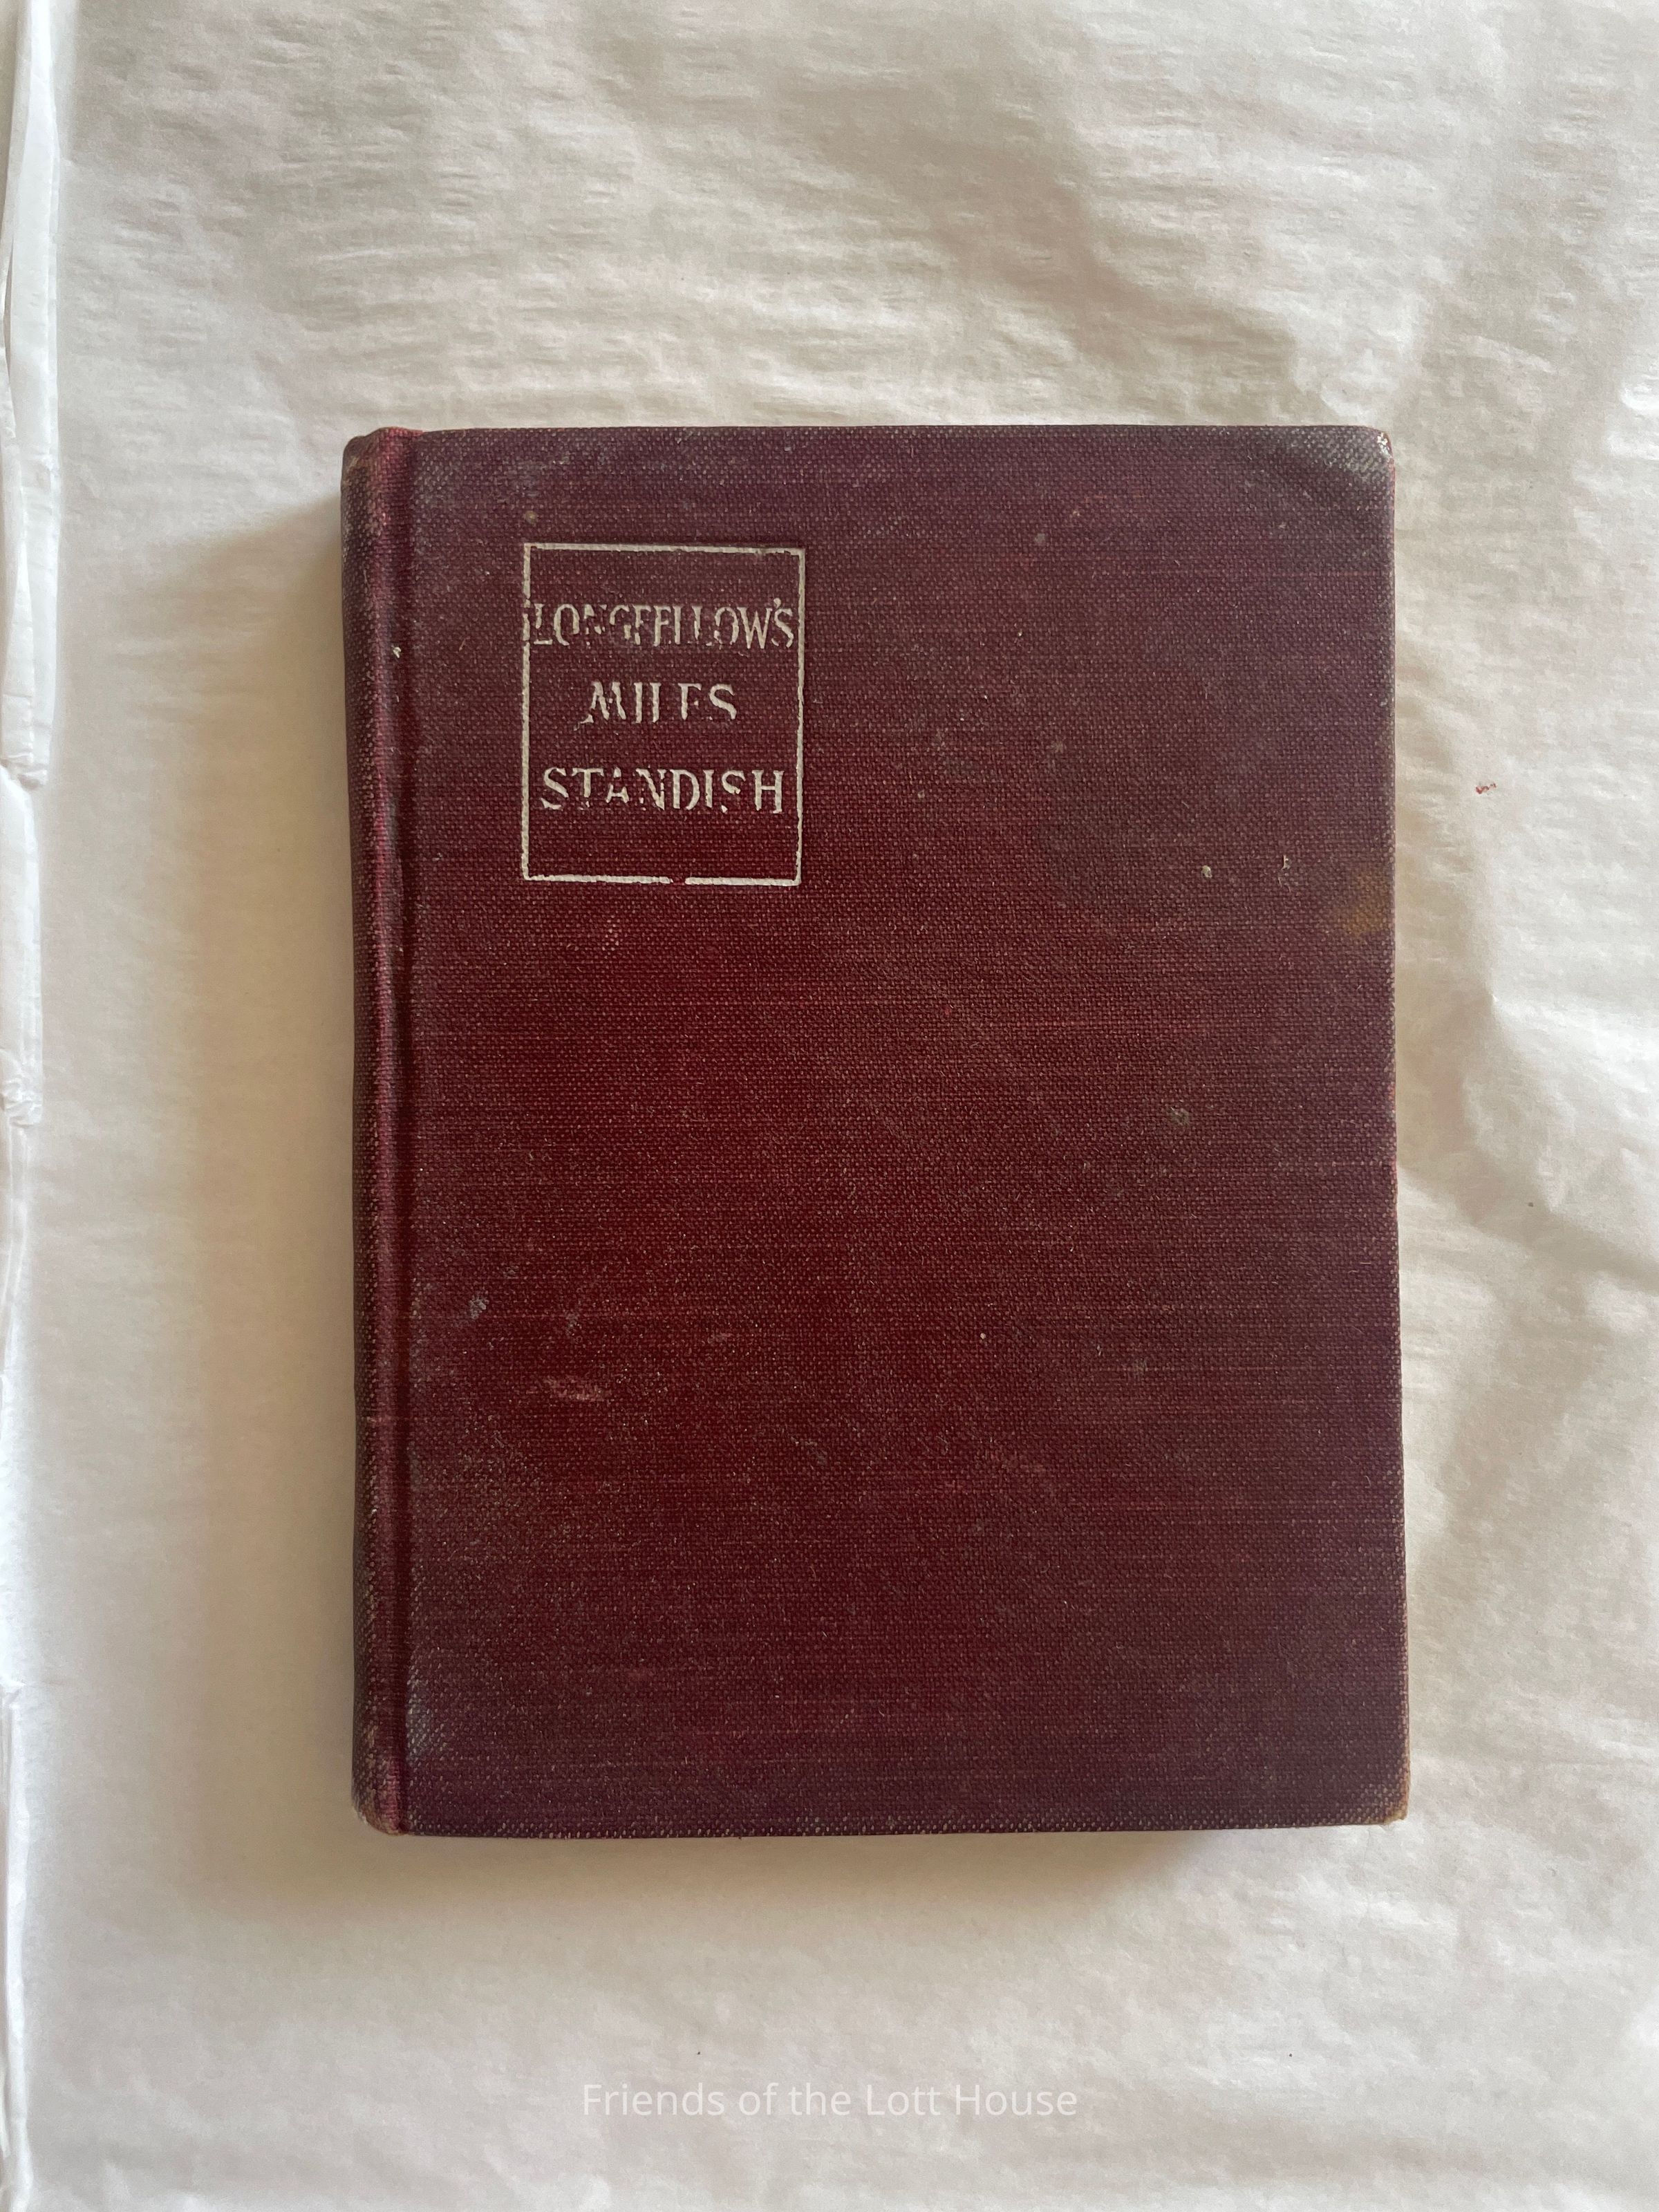 LONGFELLOW'S
MILES
STANDISH
Friends of the Lott House